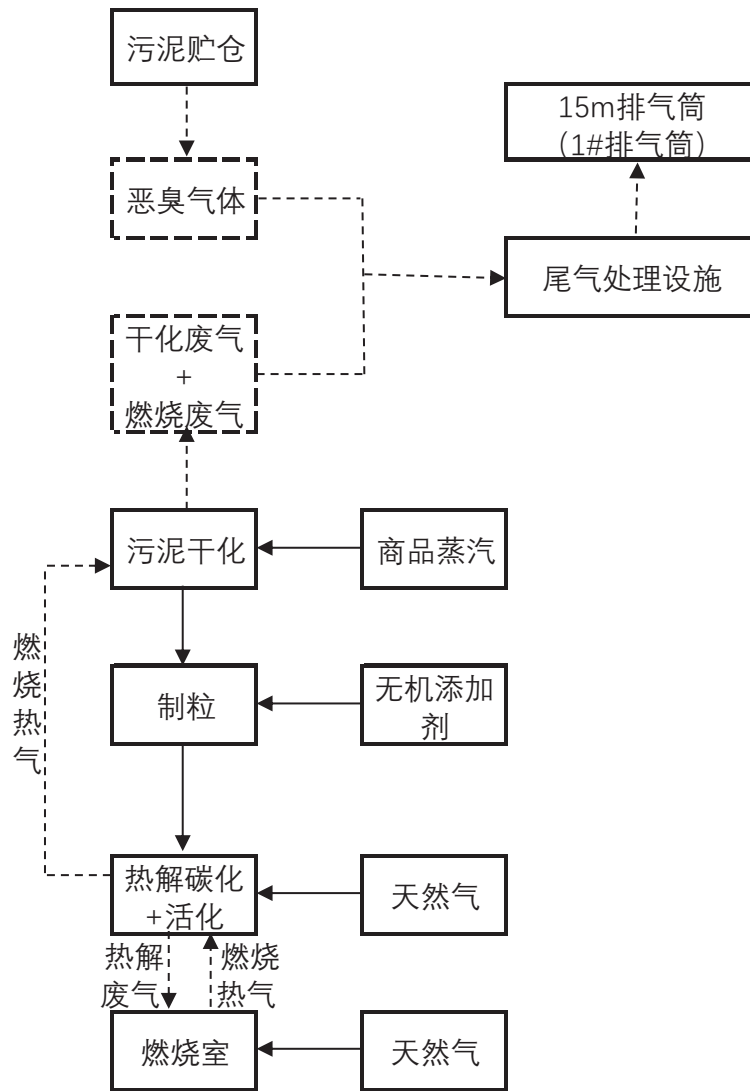 污泥贮仓
15m排气筒
(1#排气筒)
恶臭气体
尾气处理设施
干化废气
+
燃烧废气
污泥干化
商品蒸汽
燃
烧
热
气
制粒
无机添加
剂
热解碳化
+活化
天然气
热解
废气
燃烧
热气
燃烧室
天然气